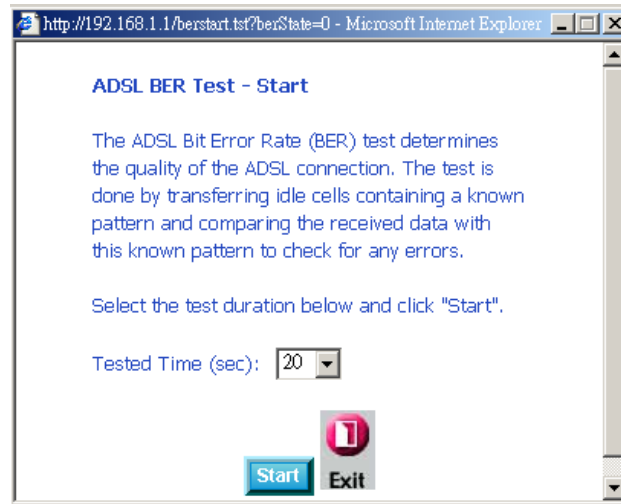 http://192.168.1.1/berstart.tst?berState=0 - Microsoft Internet Explorer
ADSL BER Test - Start
The ADSL Bit Error Rate (BER) test determines
the quality of the ADSL connection. The test is
done by transferring idle cells containing a known
pattern and comparing the received data with
this known pattern to check for any errors.
Select the test duration below and click "Start".
Tested Time (sec): 20
Start
Exit